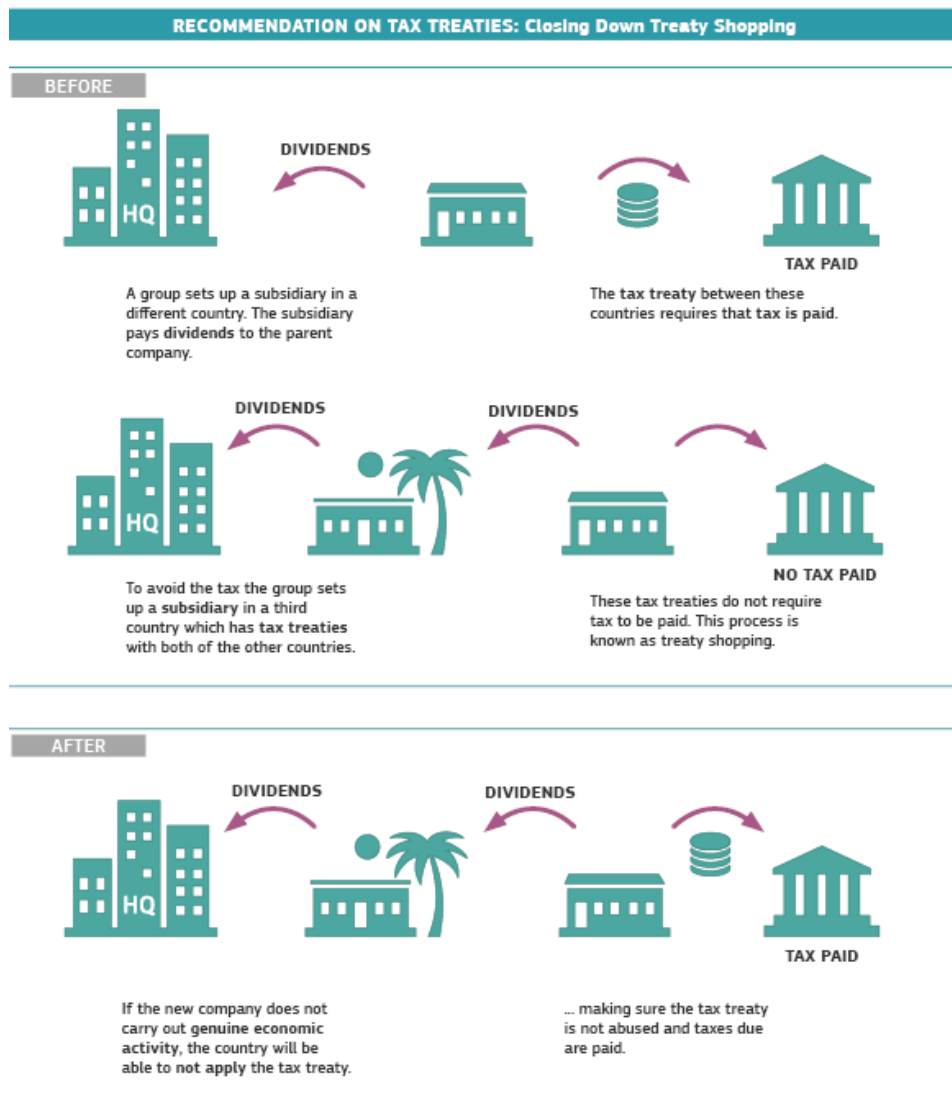 RECOMMENDATION ON TAX TREATIES: Closing Down Treaty Shopping
BEFORE
DIVIDENDS
HQ
TAX PAID
A group sets up a subsidiary in a
different country. The subsidiary
pays dividends to the parent
company.
The tax treaty between these
countries requires that tax is paid.
DIVIDENDS
DIVIDENDS
HQ
NO TAX PAID
To avoid the tax the group sets
up a subsidiary in a third
country which has tax treaties
with both of the other countries.
These tax treaties do not require
tax to be paid. This process is
known as treaty shopping.
AFTER
DIVIDENDS
DIVIDENDS
HQ
TAX PAID
If the new company does not
carry out genuine economic
activity, the country will be
able to not apply the tax treaty.
... making sure the tax treaty
is not abused and taxes due
are paid.